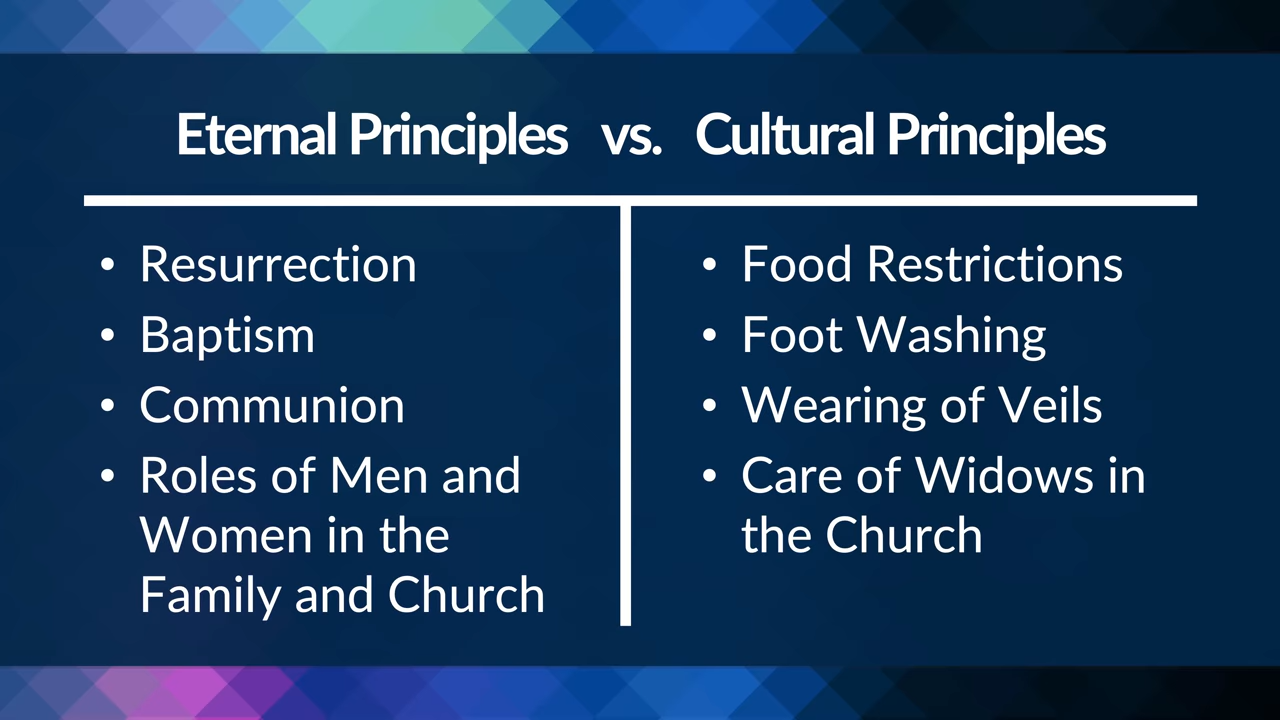 Eternal Principles vs. Cultural Principles
• Resurrection
• Baptism
• Communion
• Roles of Men and
Women in the
Family and Church
• Food Restrictions
• Foot Washing
• Wearing of Veils
• Care of Widows in
the Church